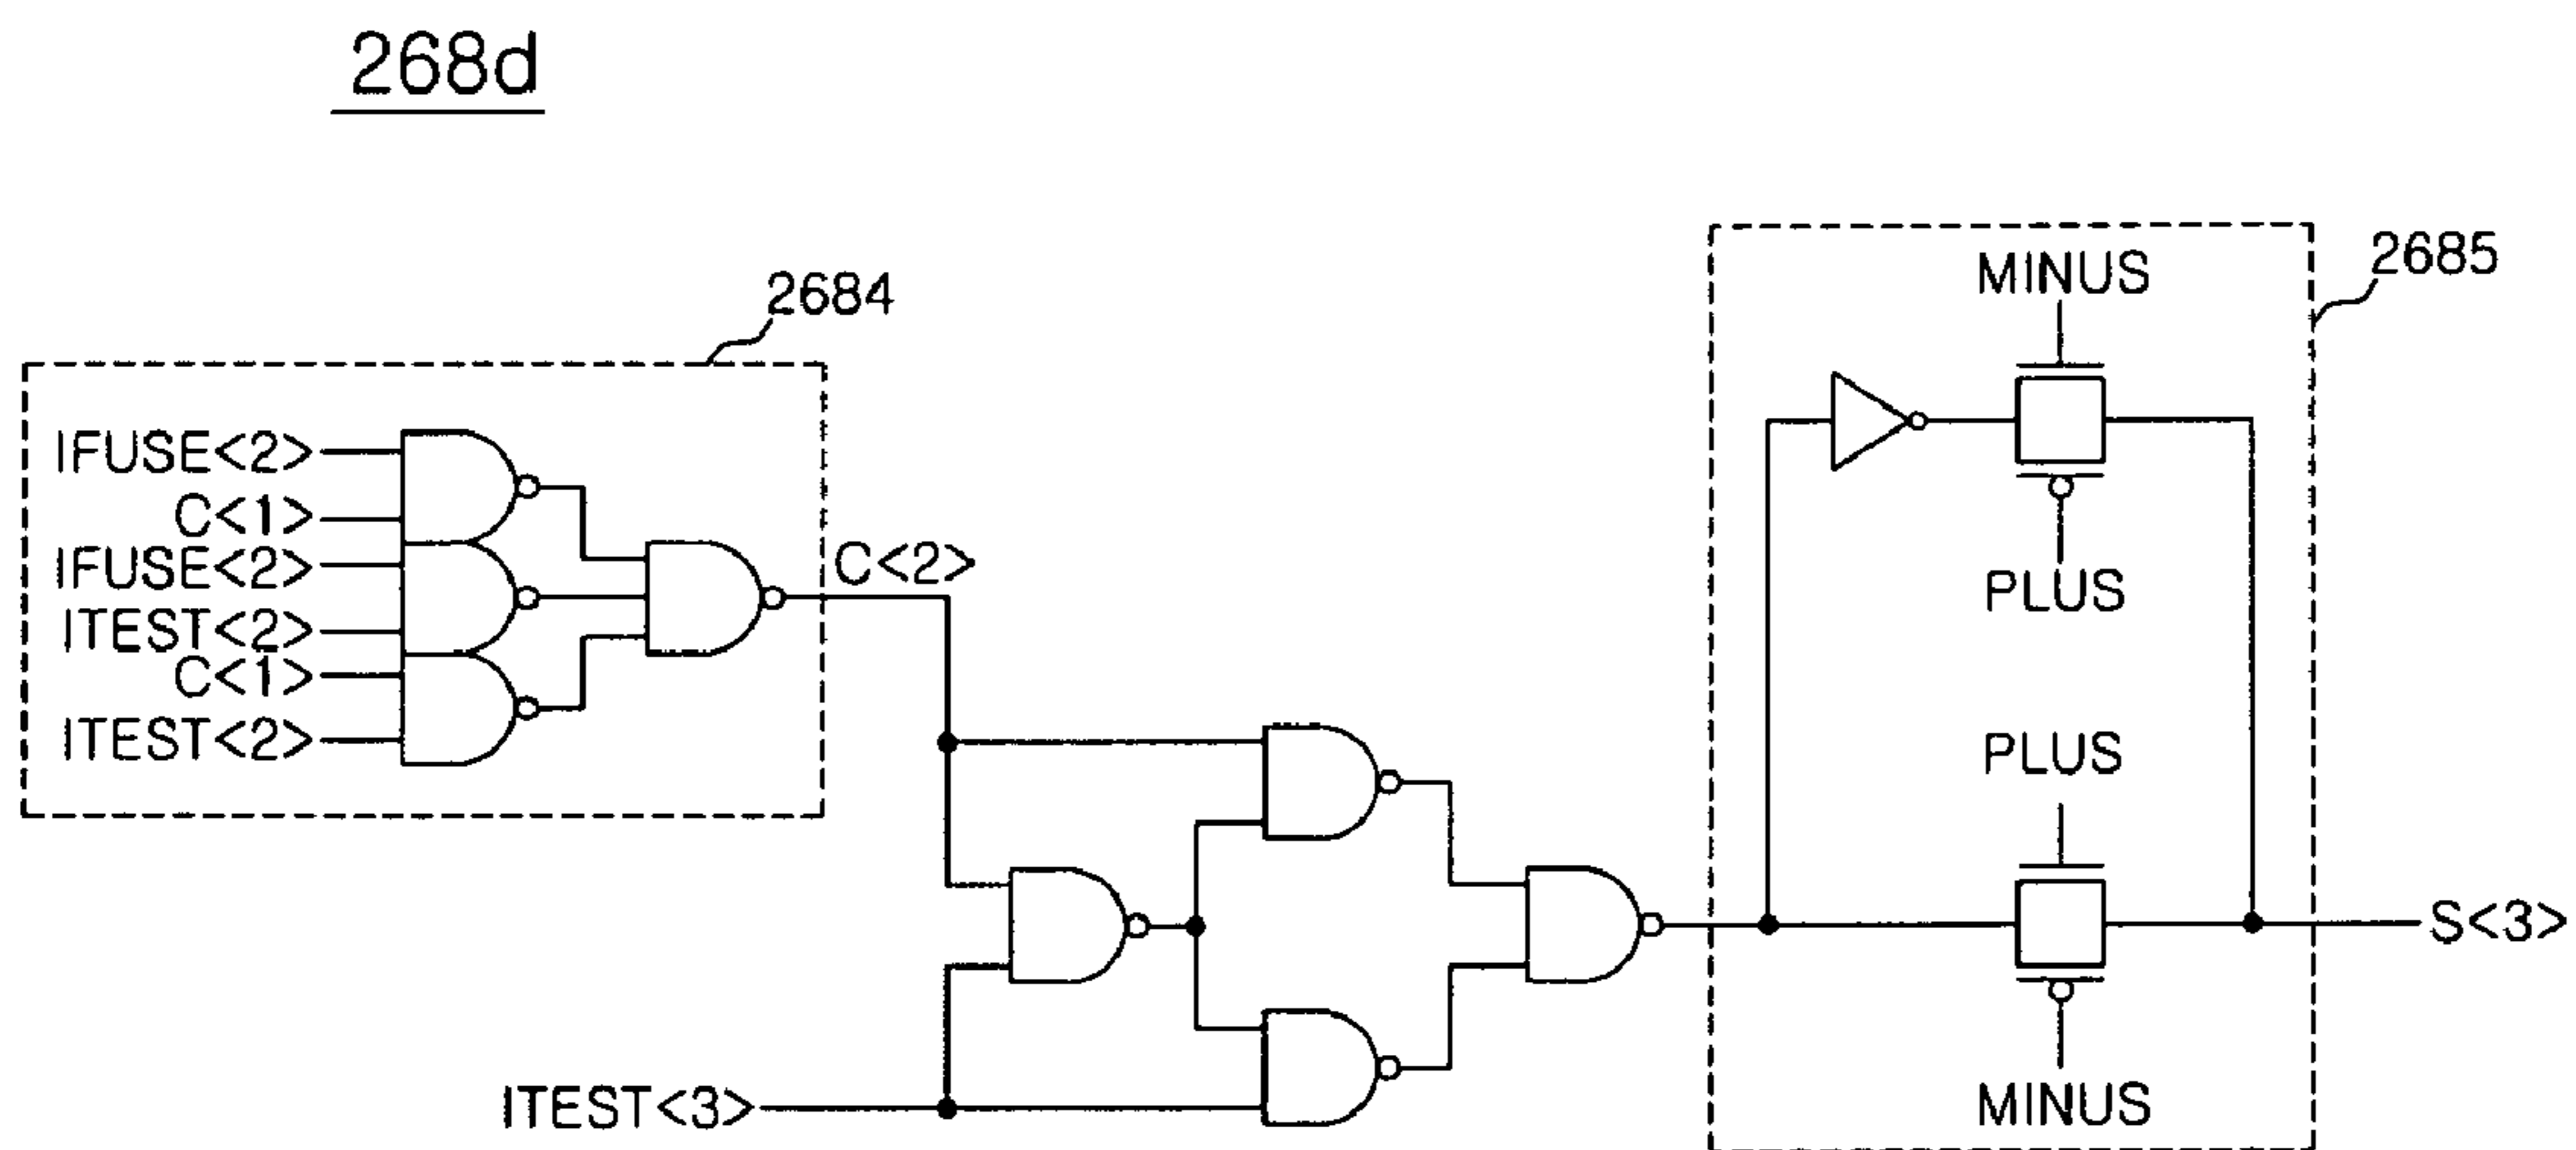 268d
2684
2685
MINUS
IFUSE<2>
C<1>
IFUSE<2>
ITEST<2>
C<1>
ITEST<2>
C<2>
PLUS
PLUS
S<3>
ITEST<3>
MINUS